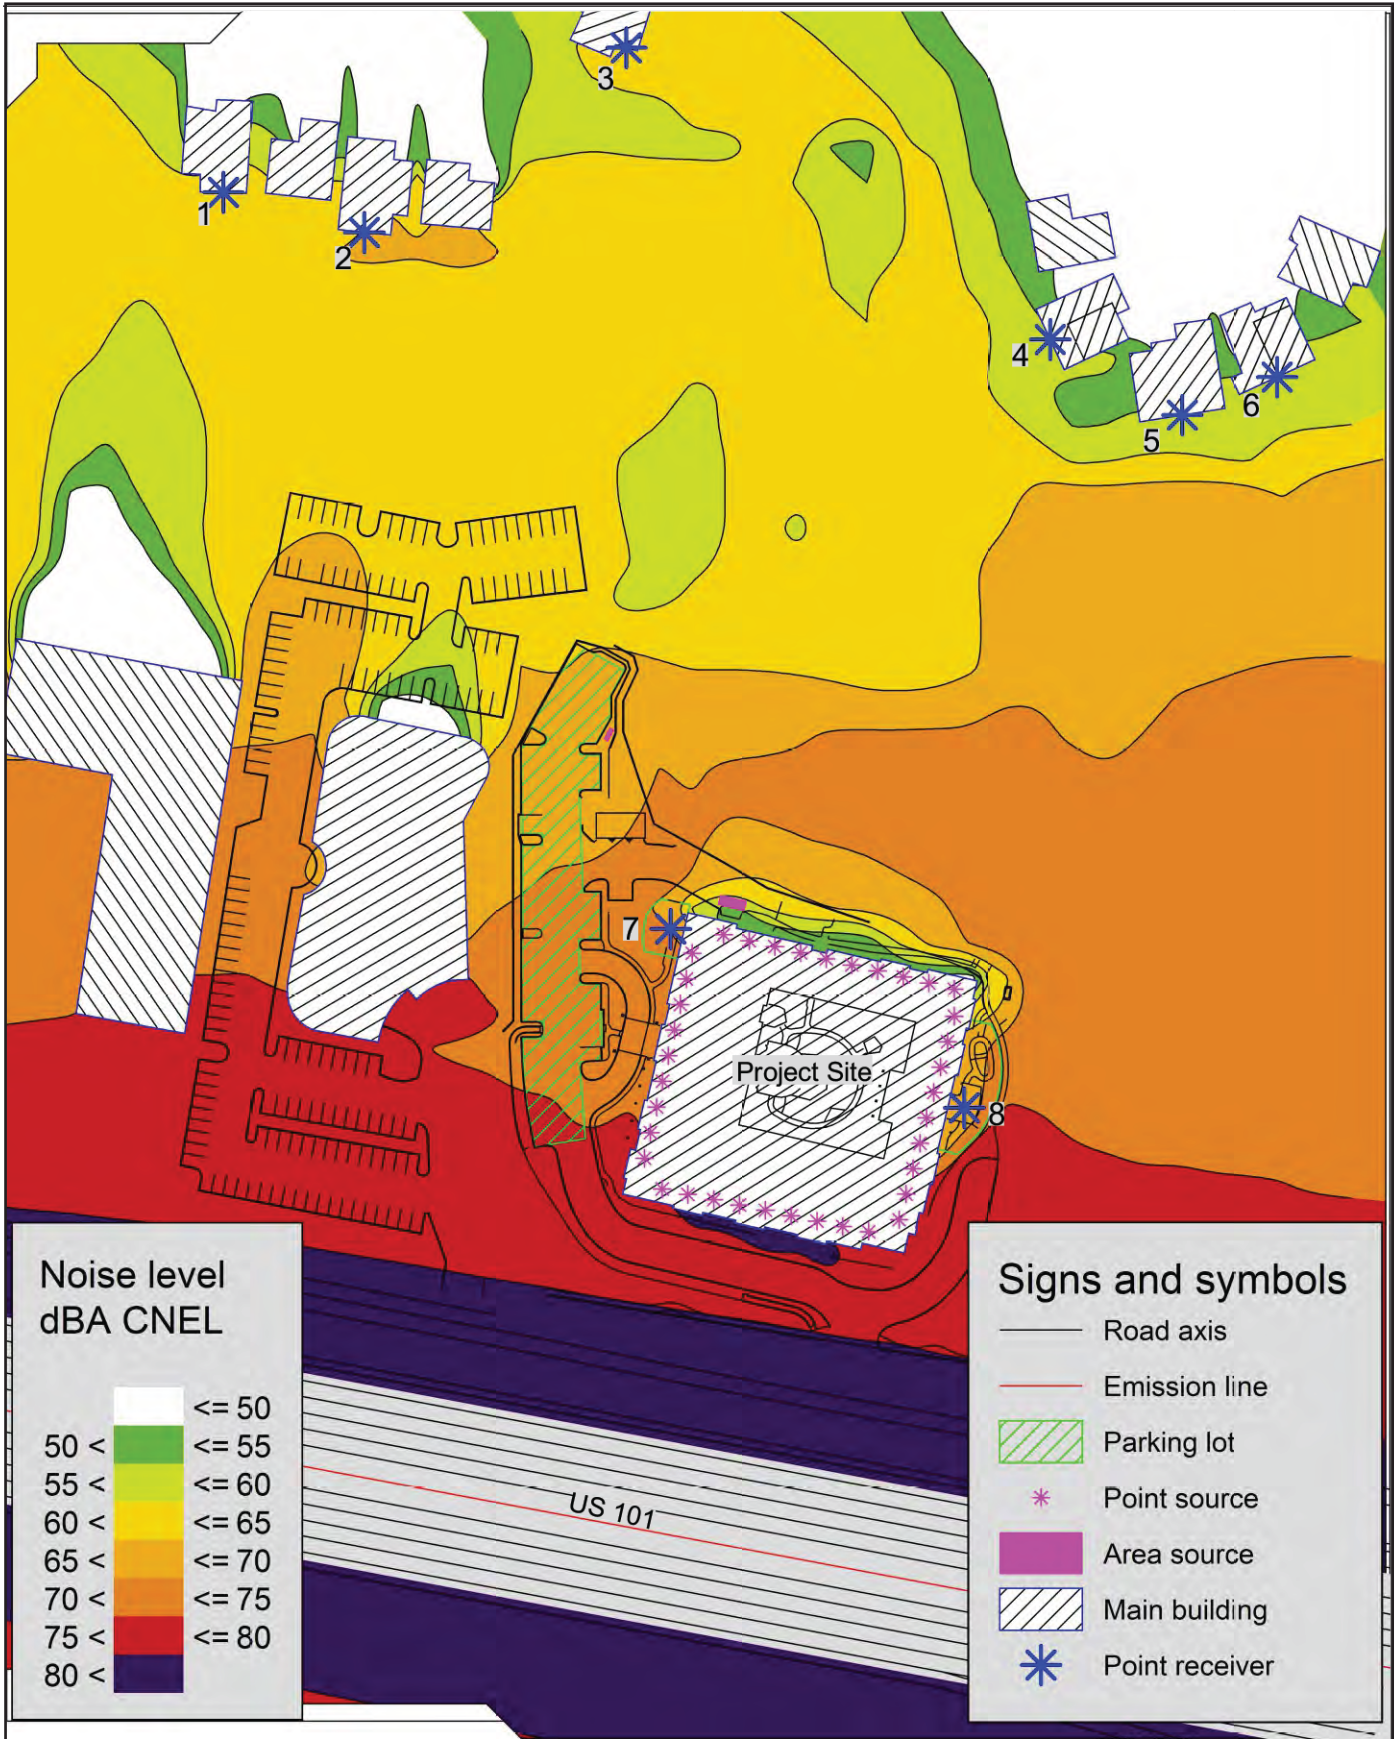 3
1
2
4
6
5
7
Project Site
8
Noise level
dBA CNEL
<= 50
50 < <= 55
55 < <= 60
60 < <= 65
65 < <= 70
70 < <= 75
75 < <= 80
80 <
US 101
Signs and symbols
Road axis
Emission line
Parking lot
Point source
Area source
Main building
Point receiver